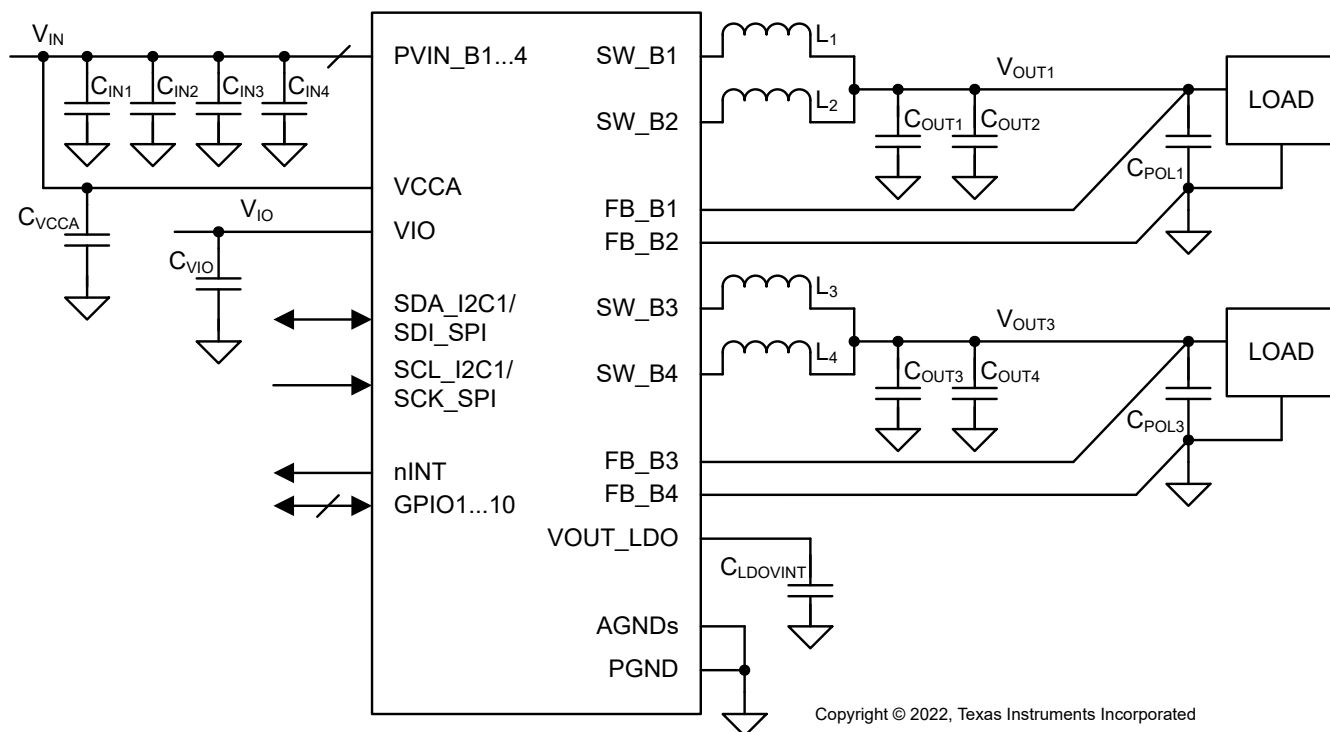 VIN
CIN1
CIN2
CIN3
CIN4
CVCCA
VIO
CVIO
PVIN_B1...4
VCCA
VIO
SDA_I2C1/
SDI_SPI
SCL_I2C1/
SCK_SPI
nINT
GPIO1...10
SW_B1
SW_B2
FB_B1
FB_B2
SW_B3
SW_B4
FB_B3
FB_B4
VOUT_LDO
AGNDs
PGND
L1
L2
VOUT1
COUT1
COUT2
CPOL1
LOAD
L3
L4
VOUT3
COUT3
COUT4
CPOL3
LOAD
CLDOVINT
Copyright © 2022, Texas Instruments Incorporated